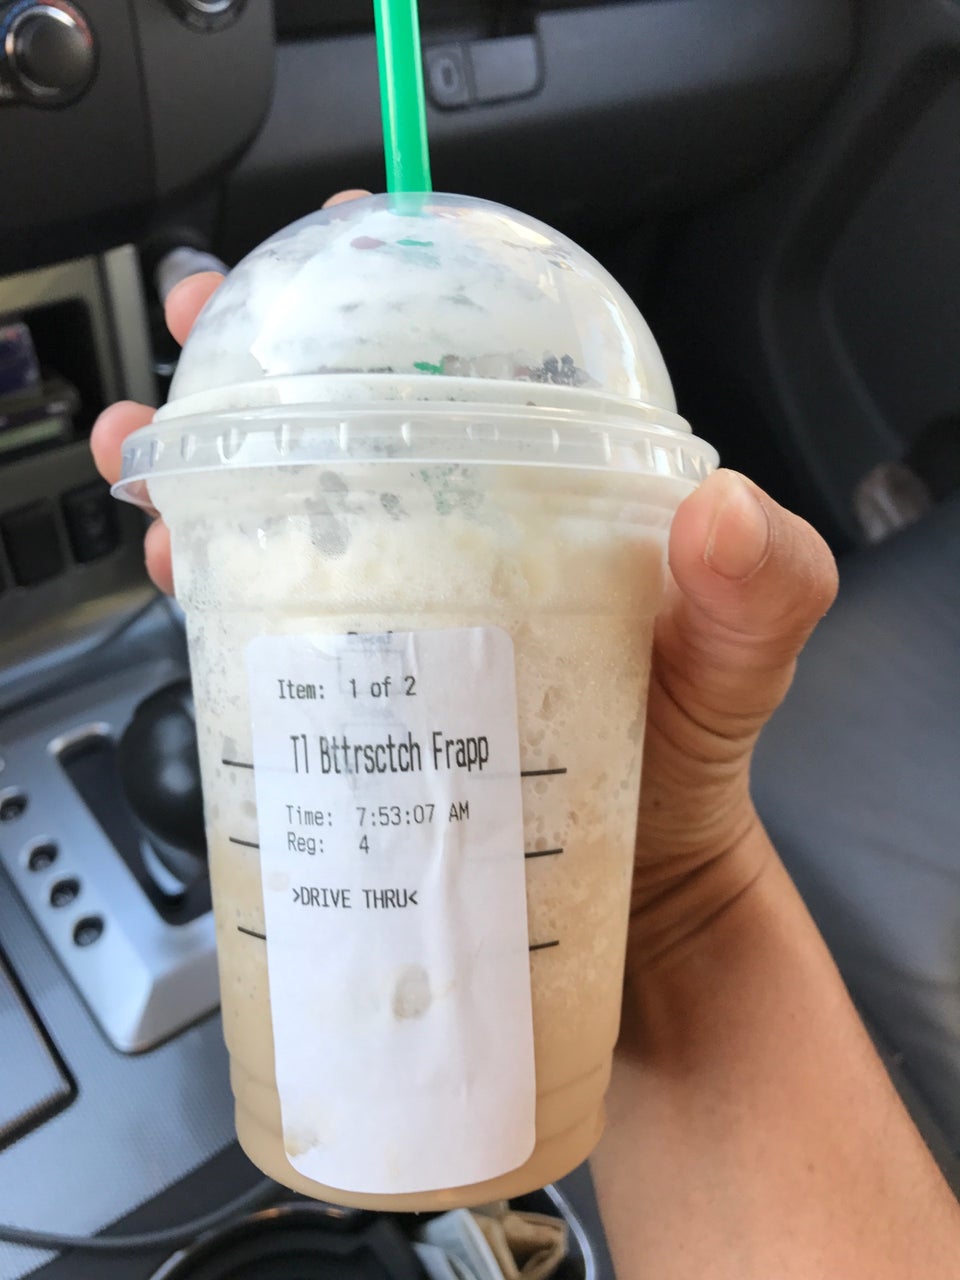 Item: 1 of 2
Tl Bttrsctch Frapp
Time: 7:53:07 AM
Reg: 4
>DRIVE THRU<